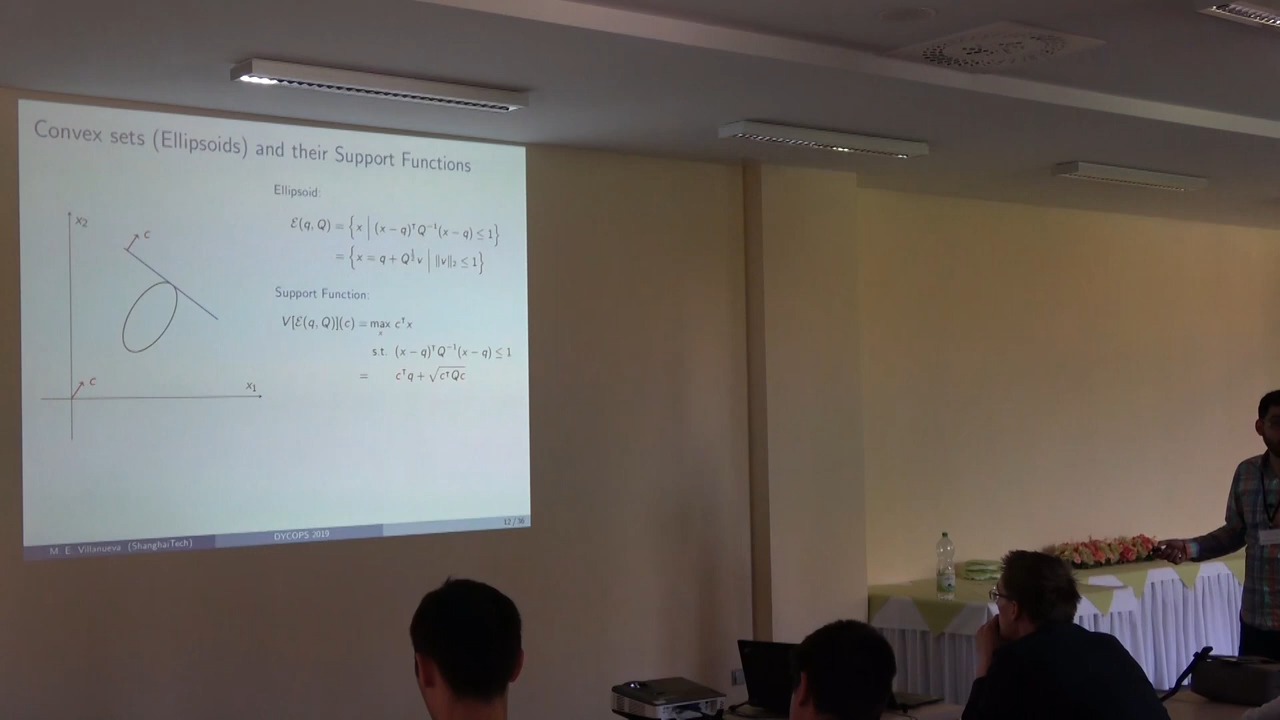 Convex sets (Ellipsoids) and their Support Functions
Ellipsoid:
ℰ(q, Q) = {x | (x − q)ᵀQ⁻¹(x − q) ≤ 1}
= {x = q + Q^½ v | ‖v‖₂ ≤ 1}
Support Function:
V[ℰ(q, Q)](c) = max cᵀx
x
s.t. (x − q)ᵀQ⁻¹(x − q) ≤ 1
= cᵀq + √(cᵀQc)
x₂
c
c
x₁
12 / 36
M. E. Villanueva (ShanghaiTech) DYCOPS 2019